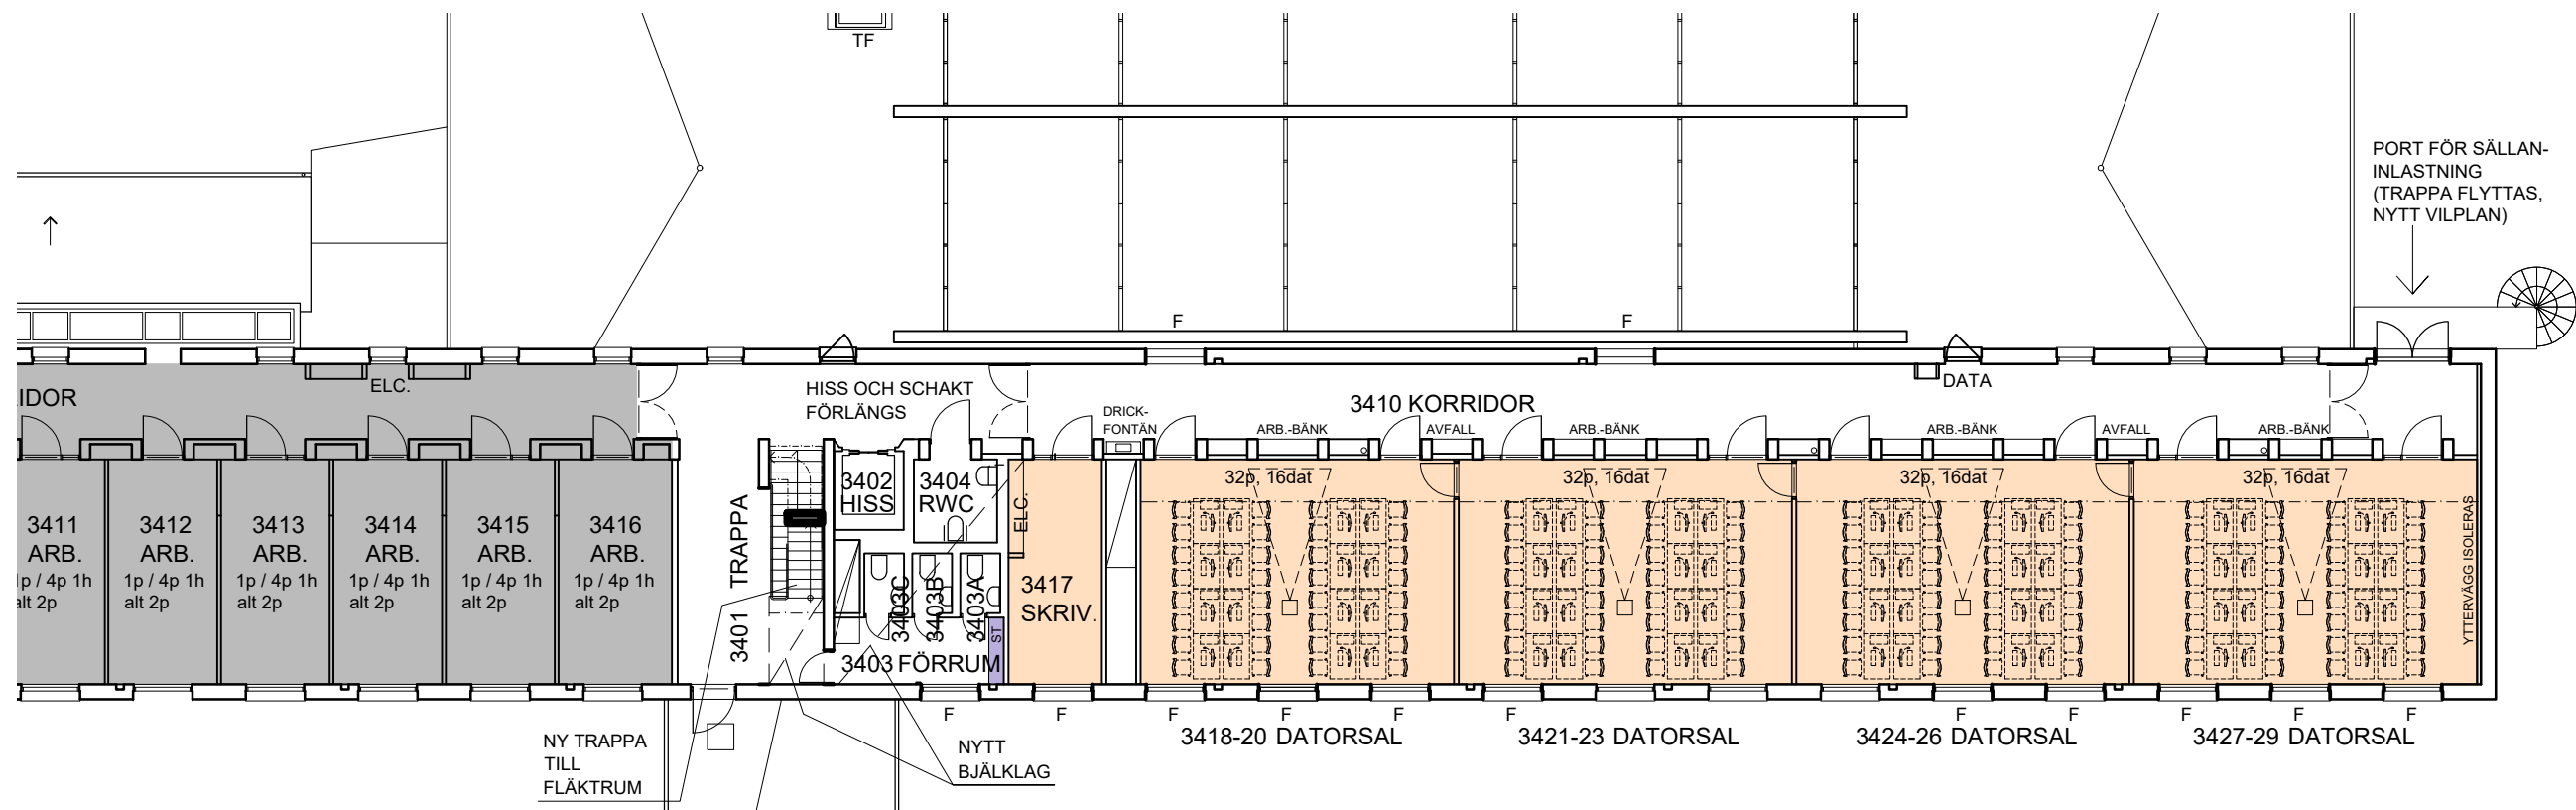 TF
PORT FÖR SÄLLAN-
INLASTNING
(TRAPPA FLYTTAS,
NYTT VILPLAN)
F
F
ELC.
IDOR
HISS OCH SCHAKT
FÖRLÄNGS
DATA
3410 KORRIDOR
DRICK-
FONTÄN
ARB.-BÄNK
AVFALL
ARB.-BÄNK
ARB.-BÄNK
AVFALL
ARB.-BÄNK
3411
ARB.
1p / 4p 1h
alt 2p
3412
ARB.
1p / 4p 1h
alt 2p
3413
ARB.
1p / 4p 1h
alt 2p
3414
ARB.
1p / 4p 1h
alt 2p
3415
ARB.
1p / 4p 1h
alt 2p
3416
ARB.
1p / 4p 1h
alt 2p
3401 TRAPPA
3402
HISS
3404
RWC
ELC.
3403C
3403B
3403A
ST
3403 FÖRRUM
3417
SKRIV.
32p, 16dat
32p, 16dat
32p, 16dat
32p, 16dat
YTTERVÄGG ISOLERAS
F
F
F
F
F
F
F
F
F
F
F
3418-20 DATORSAL
3421-23 DATORSAL
3424-26 DATORSAL
3427-29 DATORSAL
NY TRAPPA
TILL
FLÄKTRUM
NYTT
BJÄLKLAG